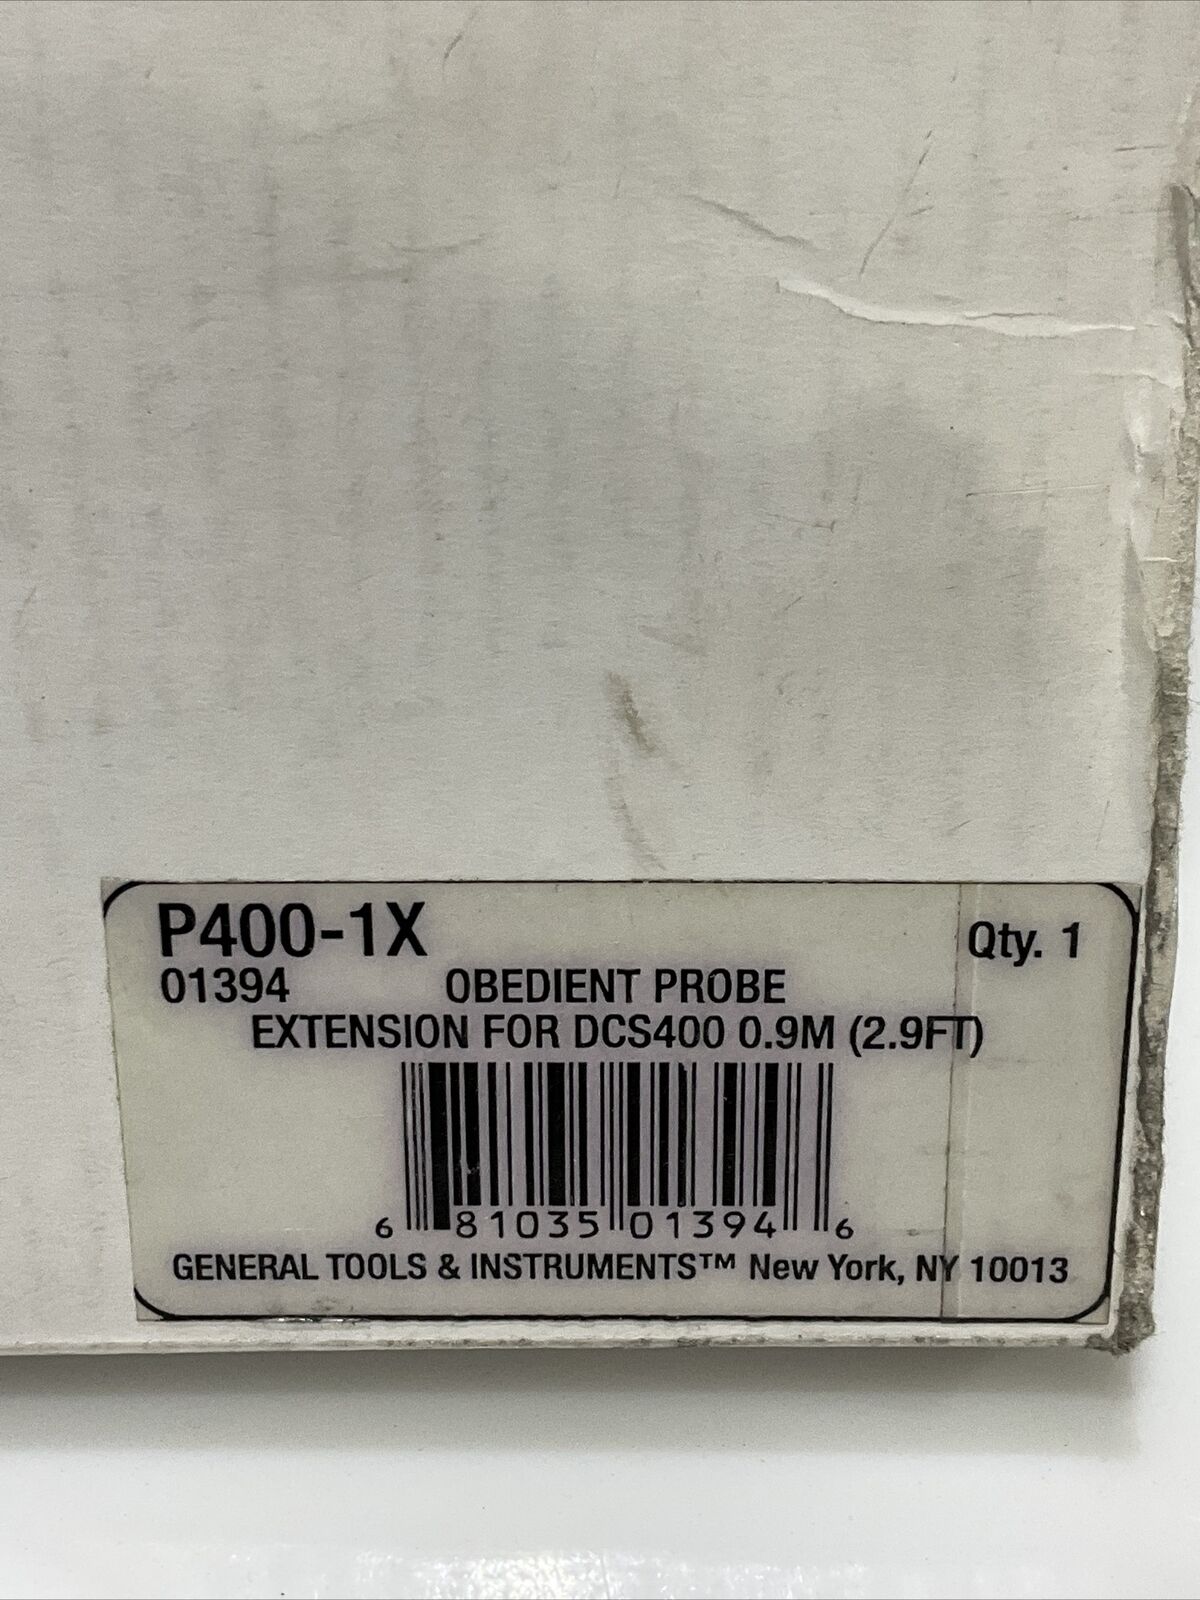 P400-1X Qty. 1
01394 OBEDIENT PROBE
EXTENSION FOR DCS400 0.9M (2.9FT)
6 81035 01394 6
GENERAL TOOLS & INSTRUMENTS™ New York, NY 10013